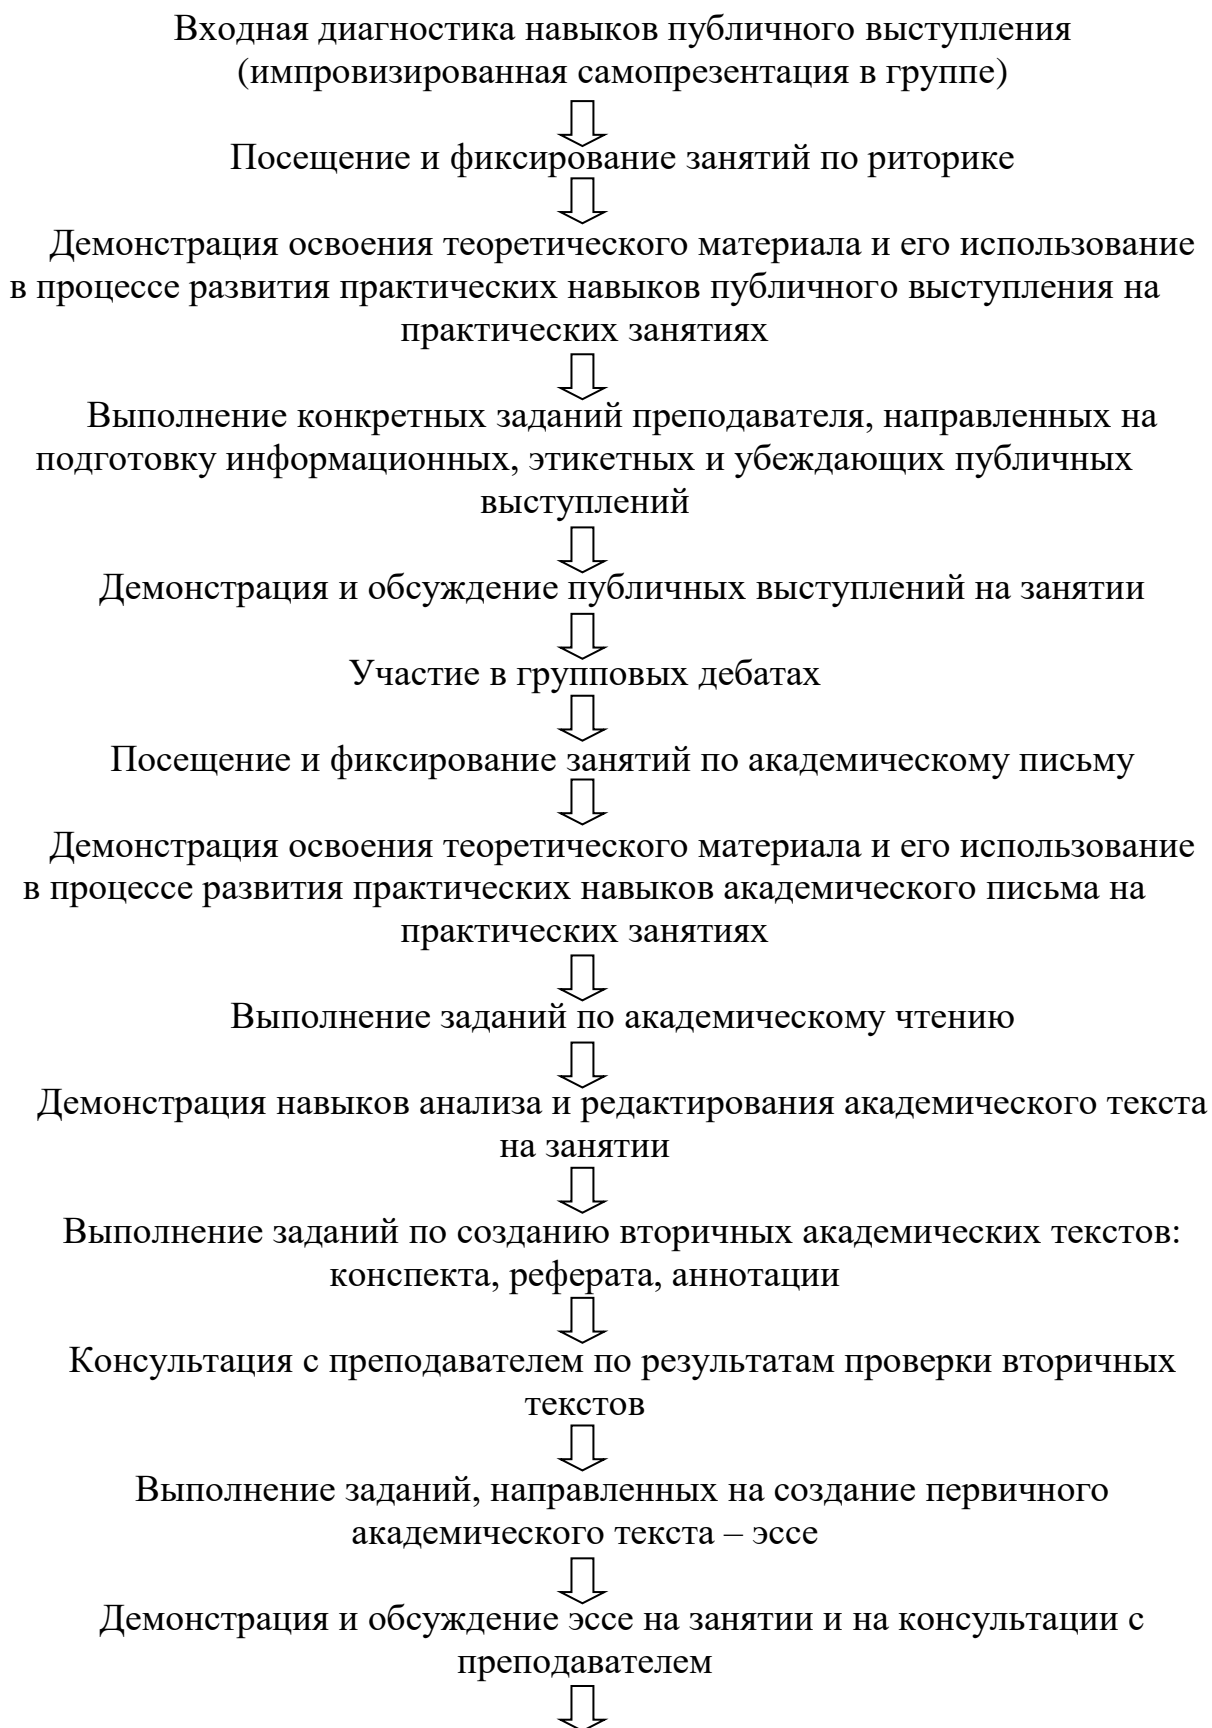 Входная диагностика навыков публичного выступления
(импровизированная самопрезентация в группе)
Посещение и фиксирование занятий по риторике
Демонстрация освоения теоретического материала и его использование
в процессе развития практических навыков публичного выступления на
практических занятиях
Выполнение конкретных заданий преподавателя, направленных на
подготовку информационных, этикетных и убеждающих публичных
выступлений
Демонстрация и обсуждение публичных выступлений на занятии
Участие в групповых дебатах
Посещение и фиксирование занятий по академическому письму
Демонстрация освоения теоретического материала и его использование
в процессе развития практических навыков академического письма на
практических занятиях
Выполнение заданий по академическому чтению
Демонстрация навыков анализа и редактирования академического текста
на занятии
Выполнение заданий по созданию вторичных академических текстов:
конспекта, реферата, аннотации
Консультация с преподавателем по результатам проверки вторичных
текстов
Выполнение заданий, направленных на создание первичного
академического текста – эссе
Демонстрация и обсуждение эссе на занятии и на консультации с
преподавателем